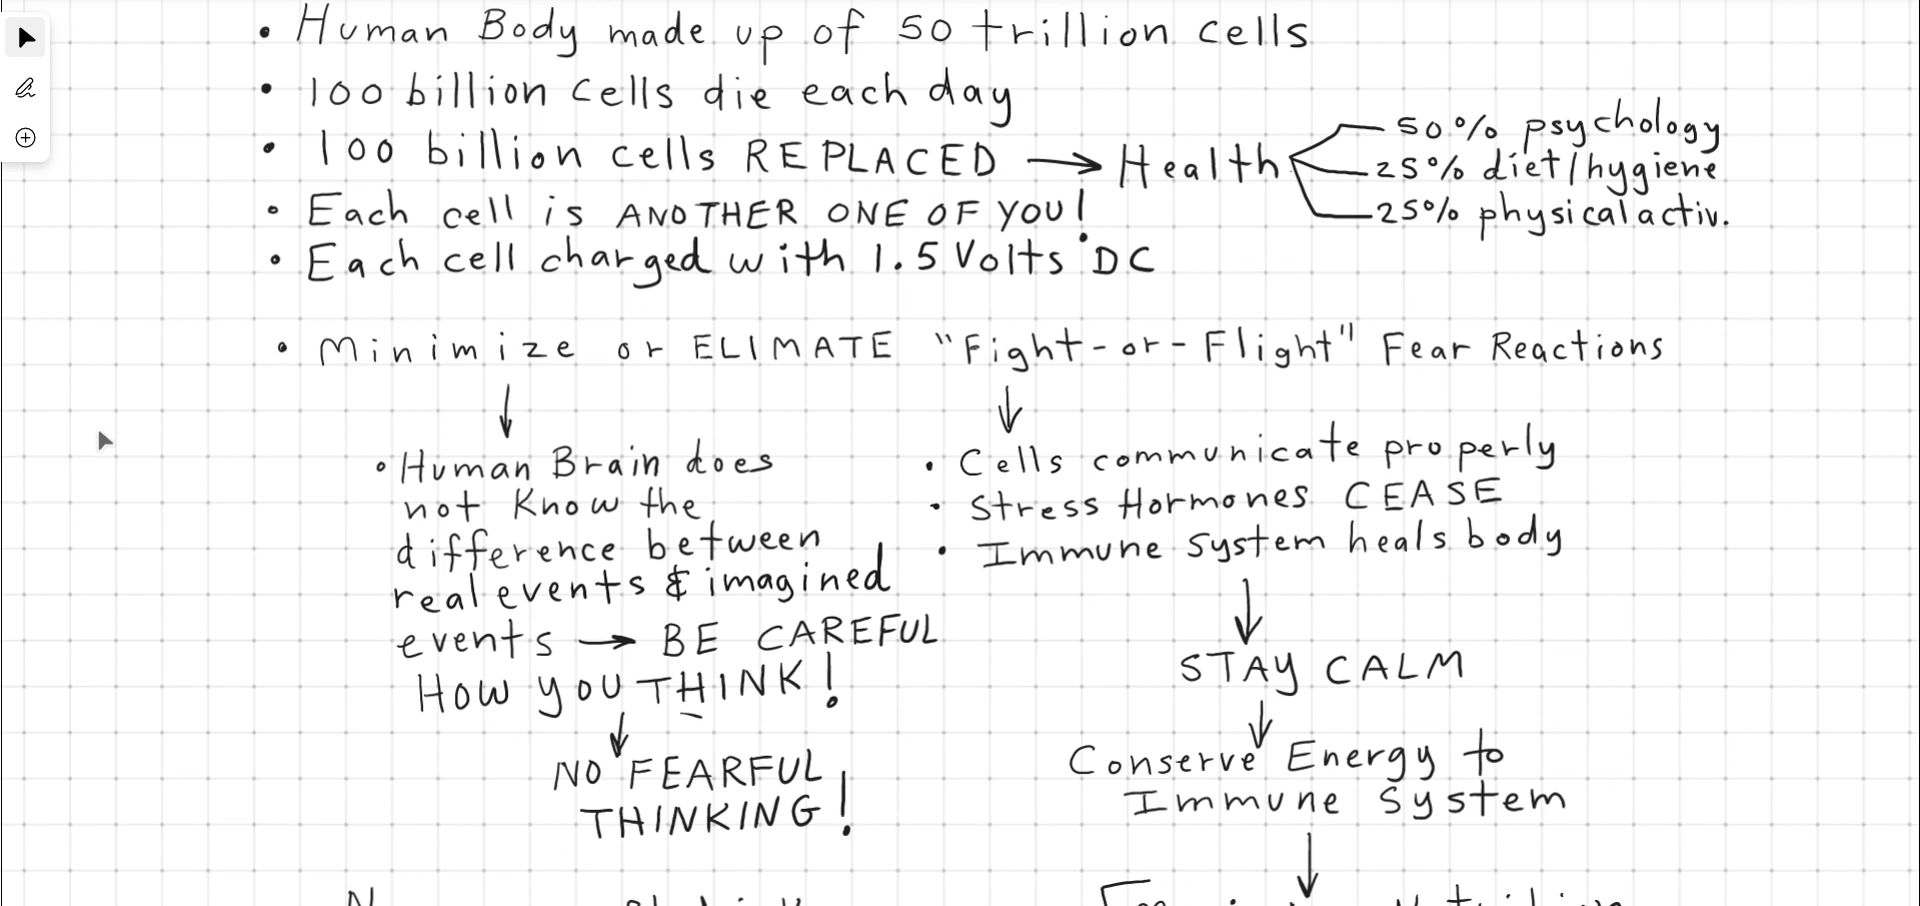 • Human Body made up of 50 trillion cells
• 100 billion cells die each day
• 100 billion cells REPLACED → Health
50% psychology
25% diet/hygiene
25% physical activ.
• Each cell is ANOTHER ONE OF YOU!
• Each cell charged with 1.5 Volts DC
• Minimize or ELIMATE "Fight-or-Flight" Fear Reactions
↓
• Human Brain does
not know the
difference between
real events & imagined
events → BE CAREFUL
HOW YOU THINK!
↓
NO FEARFUL
THINKING!
↓
• Cells communicate properly
• Stress Hormones CEASE
• Immune System heals body
↓
STAY CALM
↓
Conserve Energy to
Immune System
↓